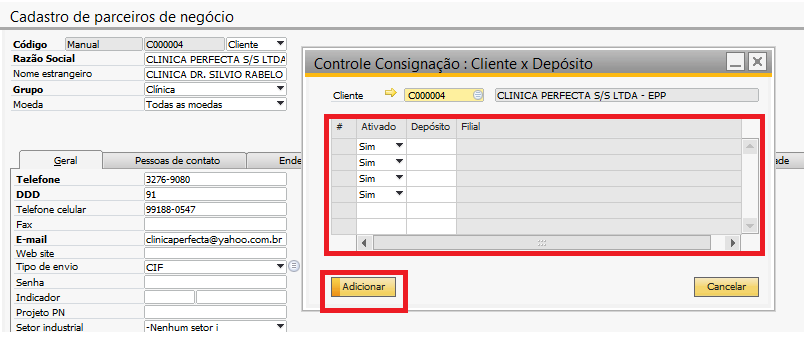 Cadastro de parceiros de negócio
Código Manual C000004 Cliente
Razão Social CLINICA PERFECTA S/S LTDA
Nome estrangeiro CLINICA DR. SILVIO RABELO
Grupo Clínica
Moeda Todas as moedas
Controle Consignação : Cliente x Depósito
Cliente C000004 CLINICA PERFECTA S/S LTDA - EPP
# Ativado Depósito Filial
Sim
Sim
Sim
Sim
Adicionar Cancelar
Geral Pessoas de contato Ende ade
Telefone 3276-9080
DDD 91
Telefone celular 99188-0547
Fax
E-mail clinicaperfecta@yahoo.com.br
Web site
Tipo de envio CIF
Senha
Indicador
Projeto PN
Setor industrial -Nenhum setor i